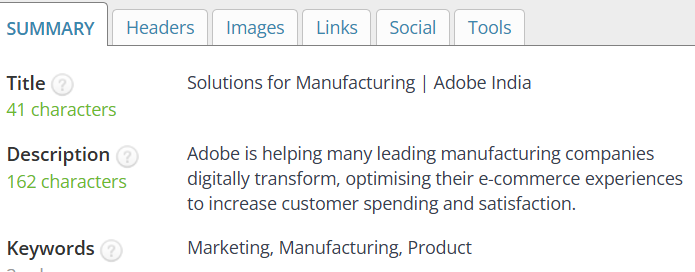 SUMMARY Headers Images Links Social Tools
Title ? Solutions for Manufacturing | Adobe India
41 characters
Description ? Adobe is helping many leading manufacturing companies
162 characters digitally transform, optimising their e-commerce experiences
to increase customer spending and satisfaction.
Keywords ? Marketing, Manufacturing, Product